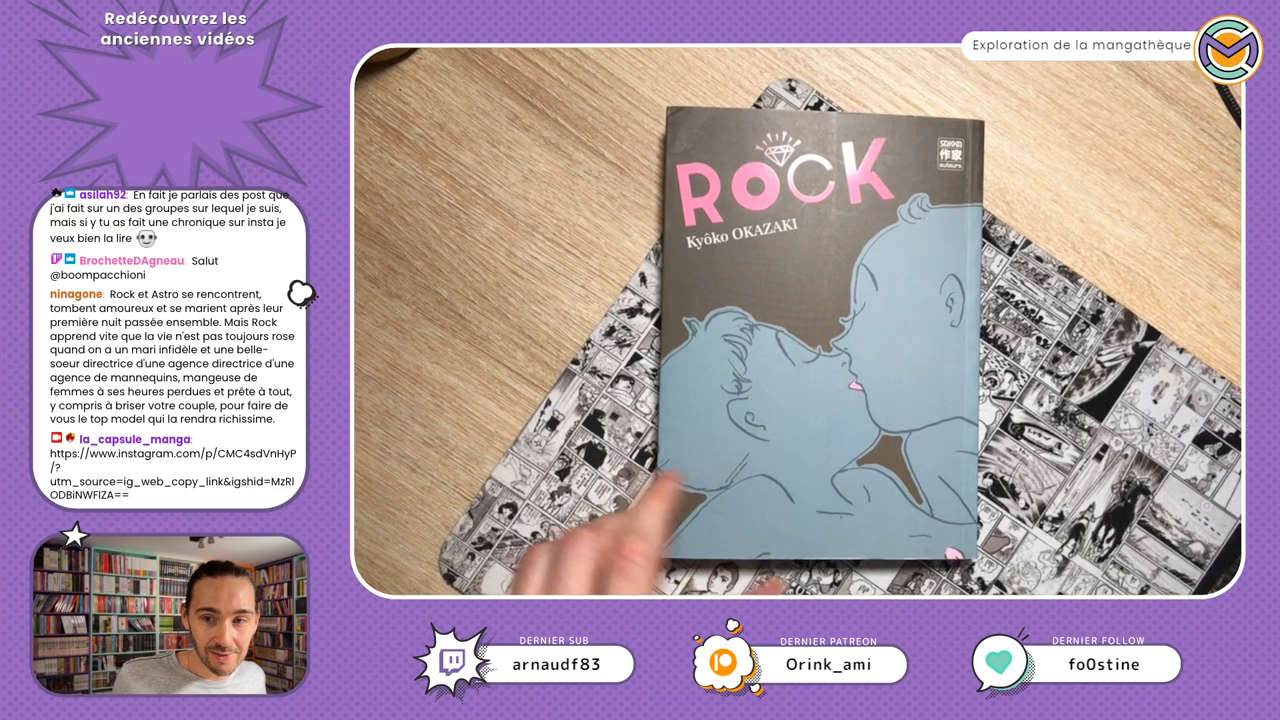 Redécouvrez les
anciennes vidéos
Exploration de la mangathèque
asilah92: En fait je parlais des post que
j'ai fait sur un des groupes sur lequel je suis,
mais si y tu as fait une chronique sur insta je
veux bien la lire
BrochetteDAgneau: Salut
@boompacchioni
ninagone: Rock et Astro se rencontrent,
tombent amoureux et se marient après leur
première nuit passée ensemble. Mais Rock
apprend vite que la vie n'est pas toujours rose
quand on a un mari infidèle et une belle-
soeur directrice d'une agence directrice d'une
agence de mannequins, mangeuse de
femmes à ses heures perdues et prête à tout,
y compris à briser votre couple, pour faire de
vous le top model qui la rendra richissime.
la_capsule_manga:
https://www.instagram.com/p/CMC4sdVnHyP
/?
utm_source=ig_web_copy_link&igshid=MzRl
ODBiNWFlZA==
ROCK
Kyôko OKAZAKI
SAKKA
作家
auteurs
DERNIER SUB
arnaudf83
DERNIER PATREON
Orink_ami
DERNIER FOLLOW
fo0stine